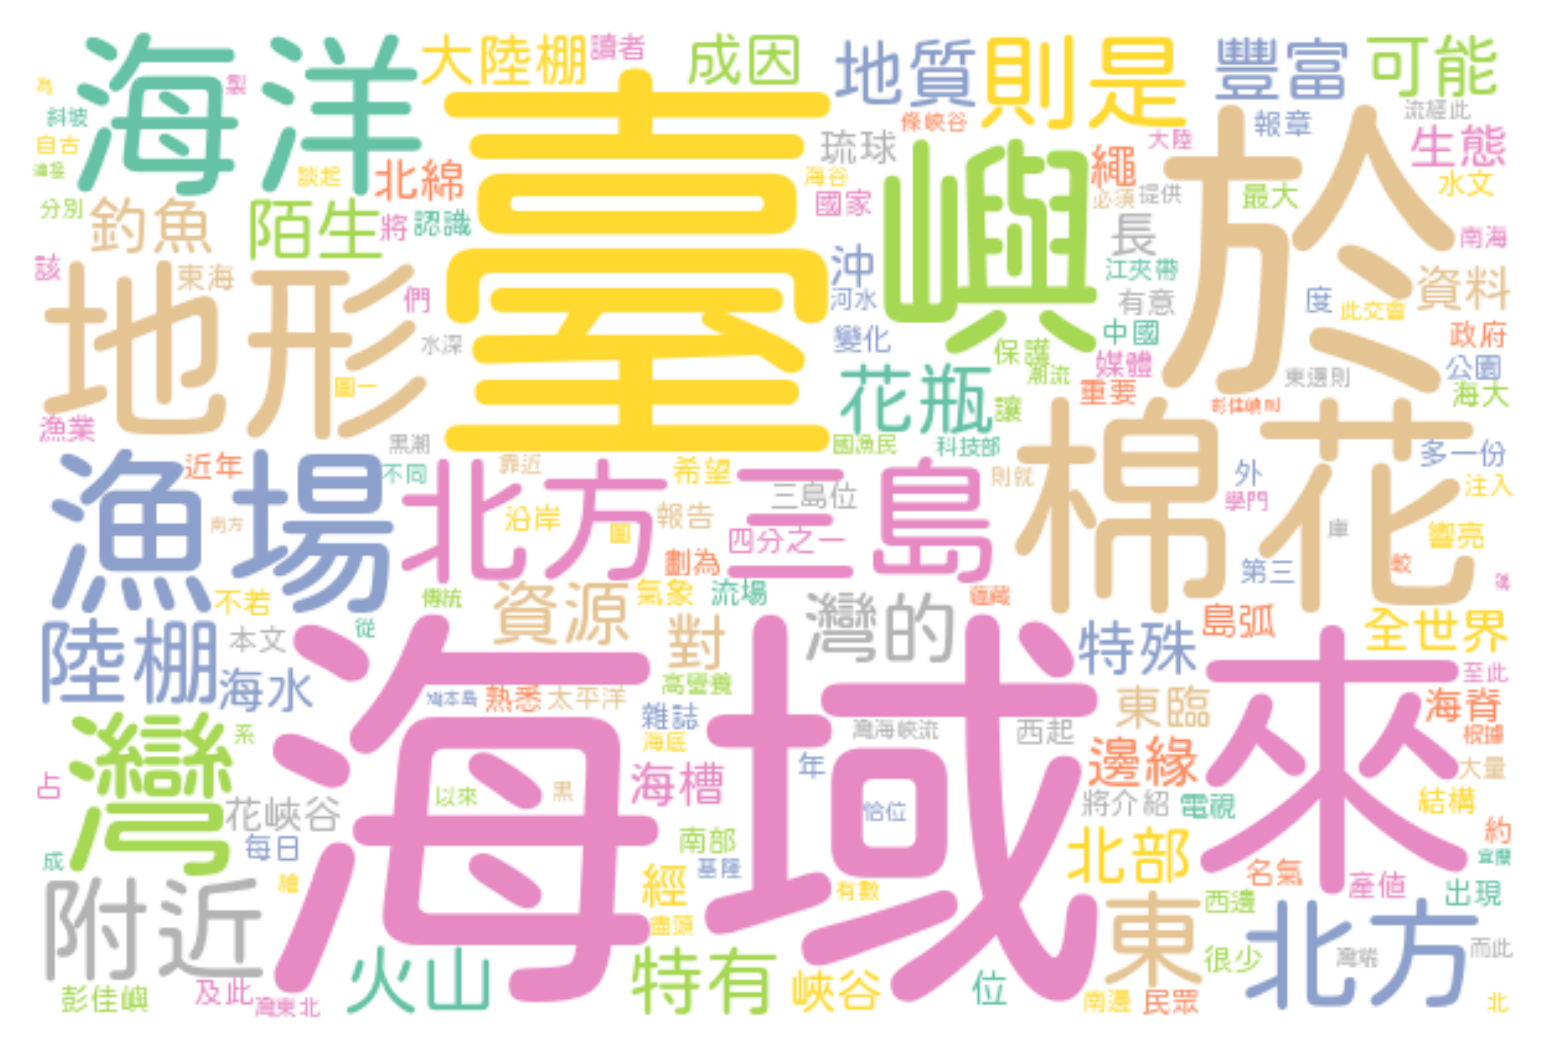 海洋
大陸棚
讀者
成因
地質
則是
豐富
可能
為
製
斜坡
自古
談起
北綿
臺
琉球
條峽谷
大陸
報章
流經此
生態
分別
釣魚
陌生
將
認識
海谷
國家
嶼
繩
必須
提供
最大
於
水文
南海
該
東海
地形
們
沖
河水
長
江夾帶
有意
度
此交會
資料
水深
圖一
變化
保護
潮流
中國
媒體
重要
東邊則
政府
公園
海大
漁業
黑潮
花瓶
讓
國漁民
科技部
彭佳嶼則
棉花
多一份
漁場
近年
不同
北方三島
靠近
希望
三島位
則就
外
學門
注入
南方
沿岸
圖
報告
四分之一
劃為
庫
響亮
第三
較
不若
傳統
資源
氣象
流場
蘊藏
陸棚
本文
從
海域
對
灣的
特殊
島弧
全世界
海水
高營養
熟悉
太平洋
雜誌
海底
灣海峽流
西起
東臨
來
至此
海脊
根據
大量
灣
系
占
花峽谷
以來
黑
海槽
年
恰位
邊緣
將介紹
電視
結構
約
宜蘭
成
每日
南部
基隆
經
有數
北部
名氣
產值
出現
附近
繪
盡頭
東
西邊
北方
很少
灣端
而此
彭佳嶼
及此
灣東北
火山
特有
峽谷
位
南邊
民眾
北